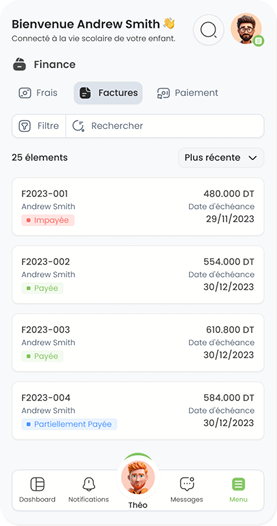 Bienvenue Andrew Smith 👋
Connecté à la vie scolaire de votre enfant.
Finance
Frais Factures Paiement
Filtre Rechercher
25 élements Plus récente
F2023-001 480.000 DT
Andrew Smith Date d'échéance
Impayée 29/11/2023
F2023-002 554.000 DT
Andrew Smith Date d'échéance
Payée 30/12/2023
F2023-003 610.800 DT
Andrew Smith Date d'échéance
Payée 30/12/2023
F2023-004 584.000 DT
Andrew Smith Date d'échéance
Partiellement Payée 30/12/2023
Dashboard Notifications Théo Messages Menu